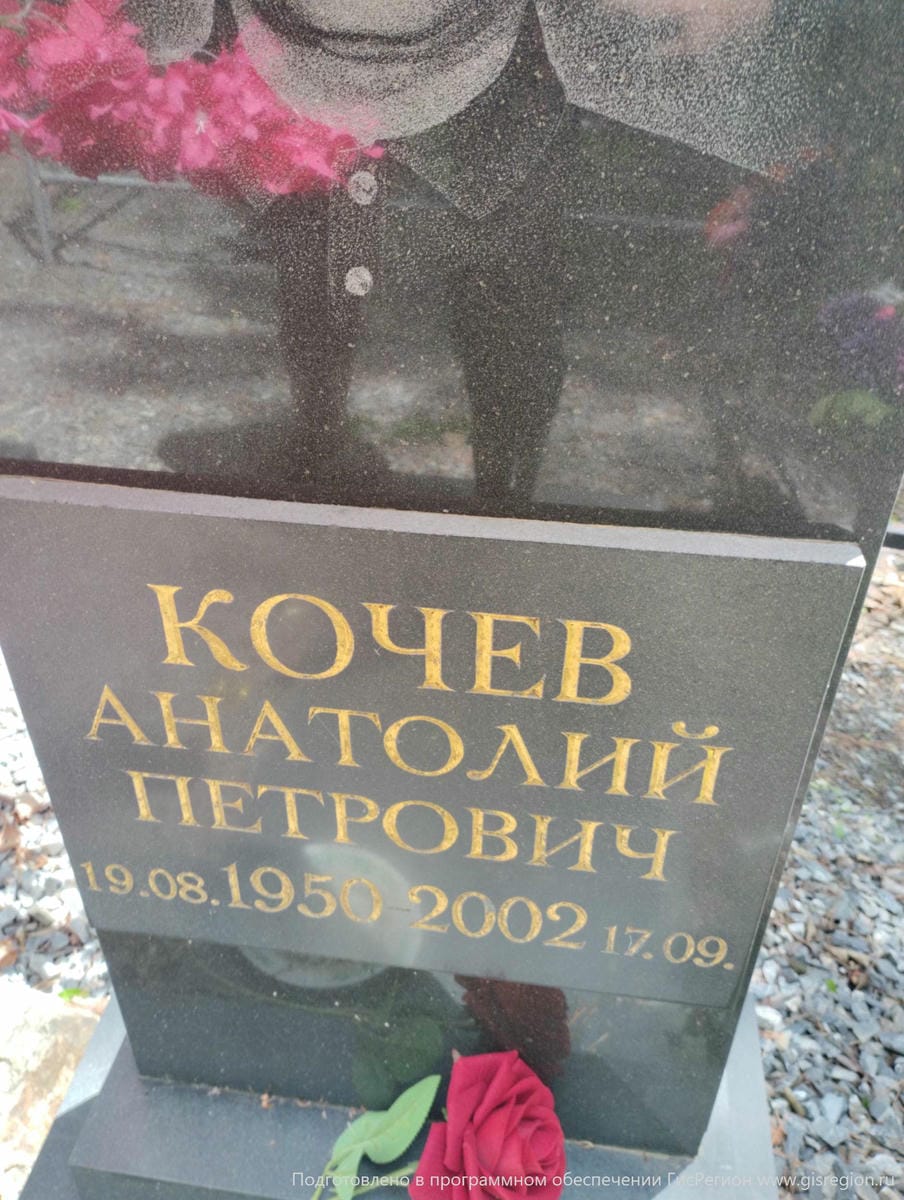 КОЧЕВ
АНАТОЛИЙ
ПЕТРОВИЧ
19.08.1950-2002 17.09.
Подготовлено в программном обеспечении ГисРегион www.gisregion.ru